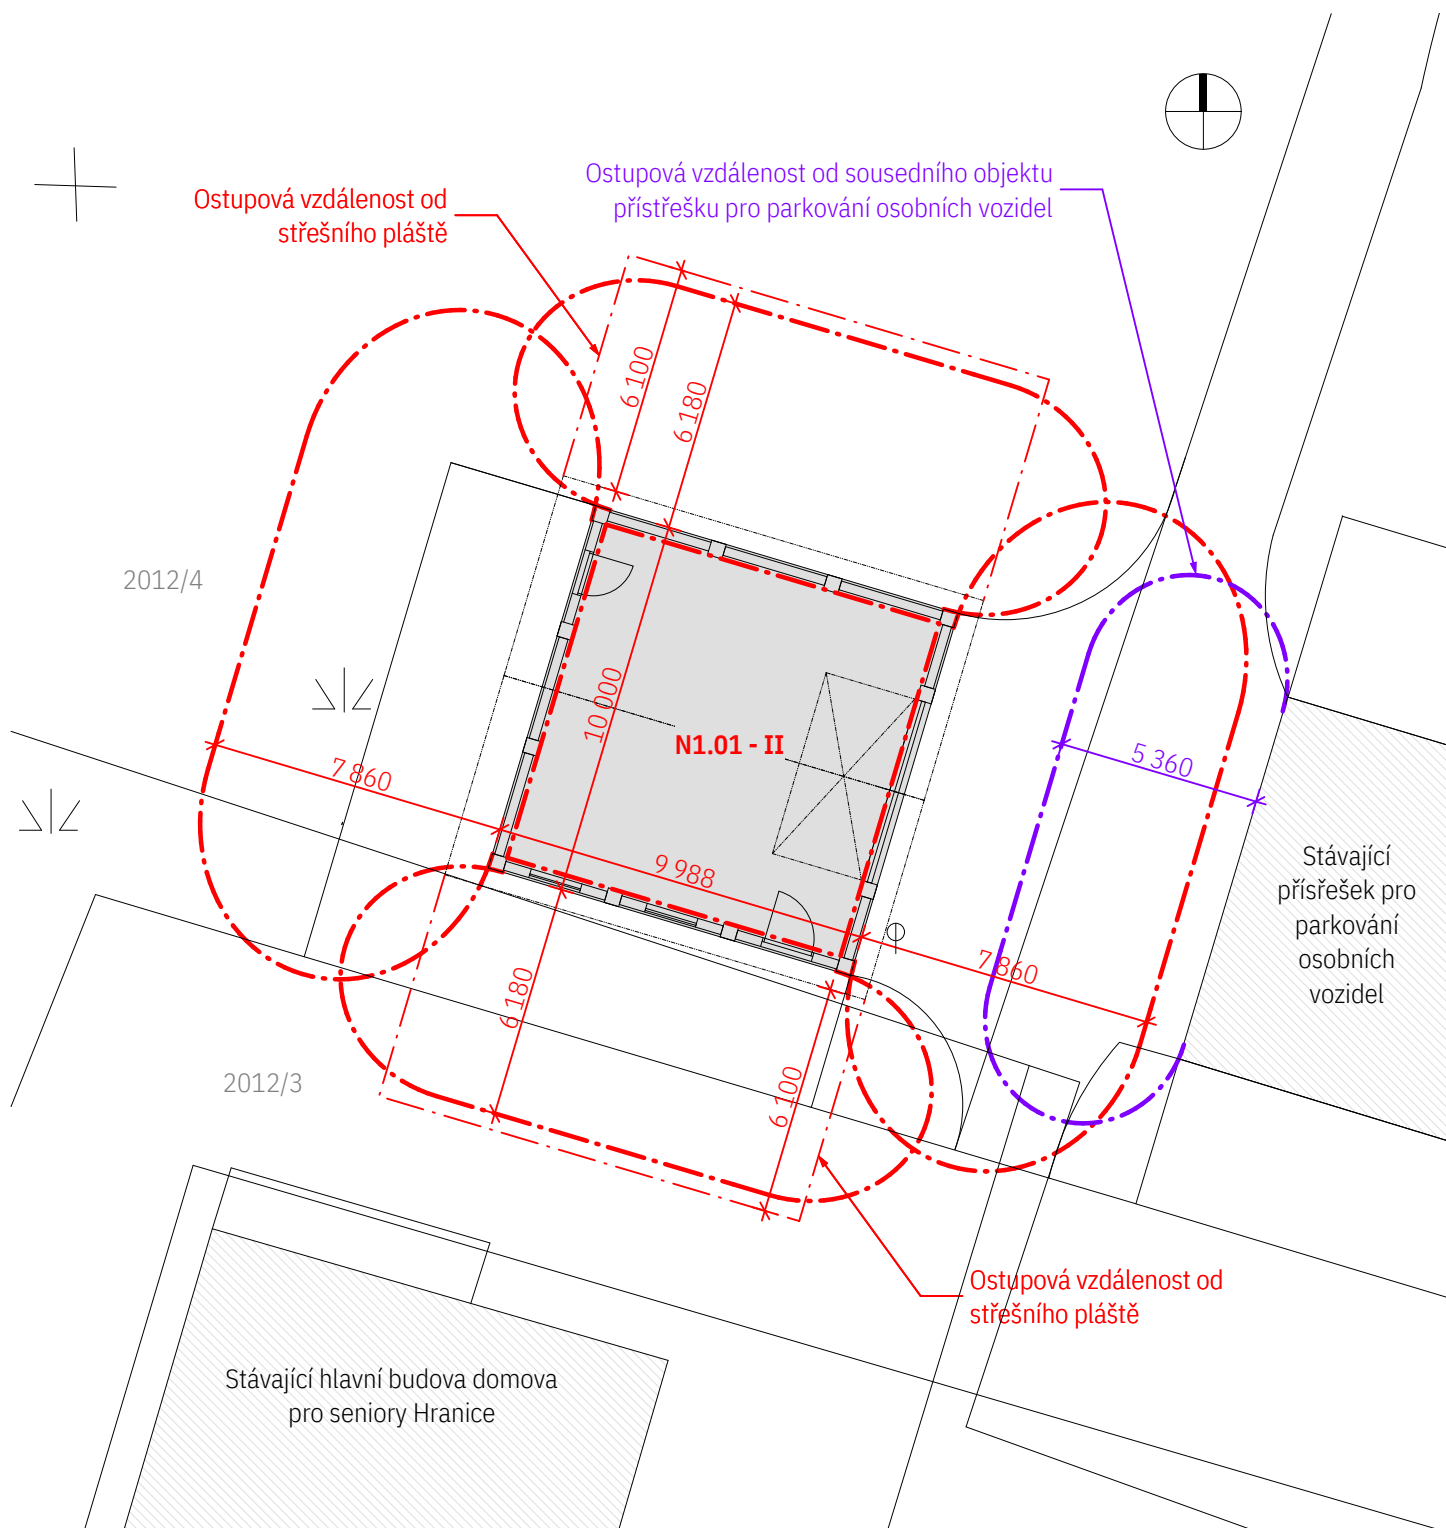 Ostupová vzdálenost od sousedního objektu
přístřešku pro parkování osobních vozidel
Ostupová vzdálenost od
střešního pláště
6 100
6 180
2012/4
10 000
N1.01 - II
7 860
5 360
9 988
Stávající
přísřešek pro
parkování
osobních
vozidel
7 860
6 180
2012/3
6 100
Ostupová vzdálenost od
střešního pláště
Stávající hlavní budova domova
pro seniory Hranice